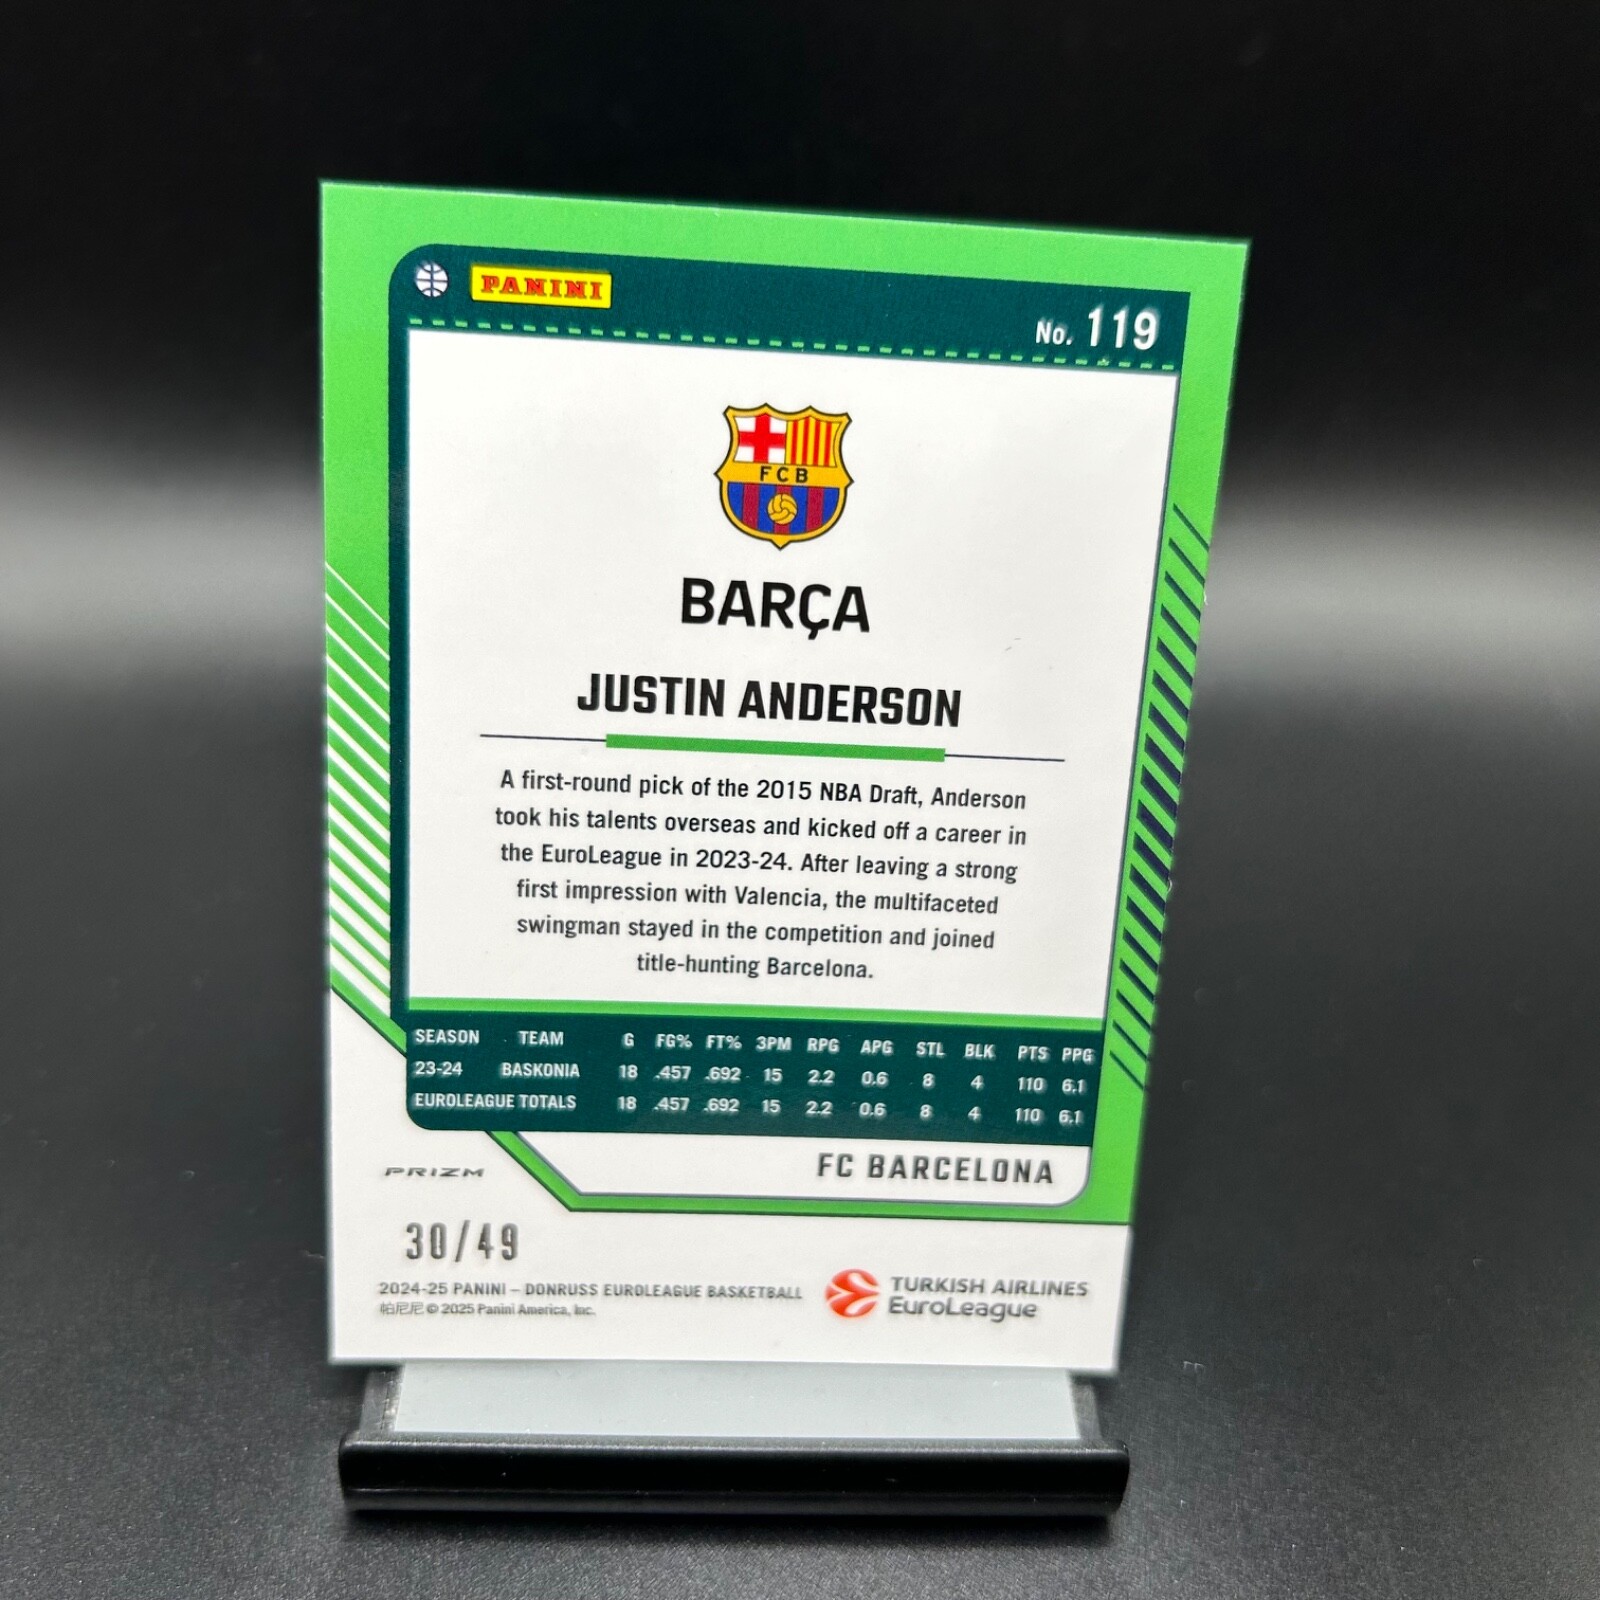 PANINI
No. 119
FCB
BARÇA
JUSTIN ANDERSON
A first-round pick of the 2015 NBA Draft, Anderson
took his talents overseas and kicked off a career in
the EuroLeague in 2023-24. After leaving a strong
first impression with Valencia, the multifaceted
swingman stayed in the competition and joined
title-hunting Barcelona.
SEASON TEAM G FG% FT% 3PM RPG APG STL BLK PTS PPG
23-24 BASKONIA 18 .457 .692 15 2.2 0.6 8 4 110 6.1
EUROLEAGUE TOTALS 18 .457 .692 15 2.2 0.6 8 4 110 6.1
FC BARCELONA
PRIZM
30/49
2024-25 PANINI – DONRUSS EUROLEAGUE BASKETBALL
帕尼尼 © 2025 Panini America, Inc.
TURKISH AIRLINES
EuroLeague